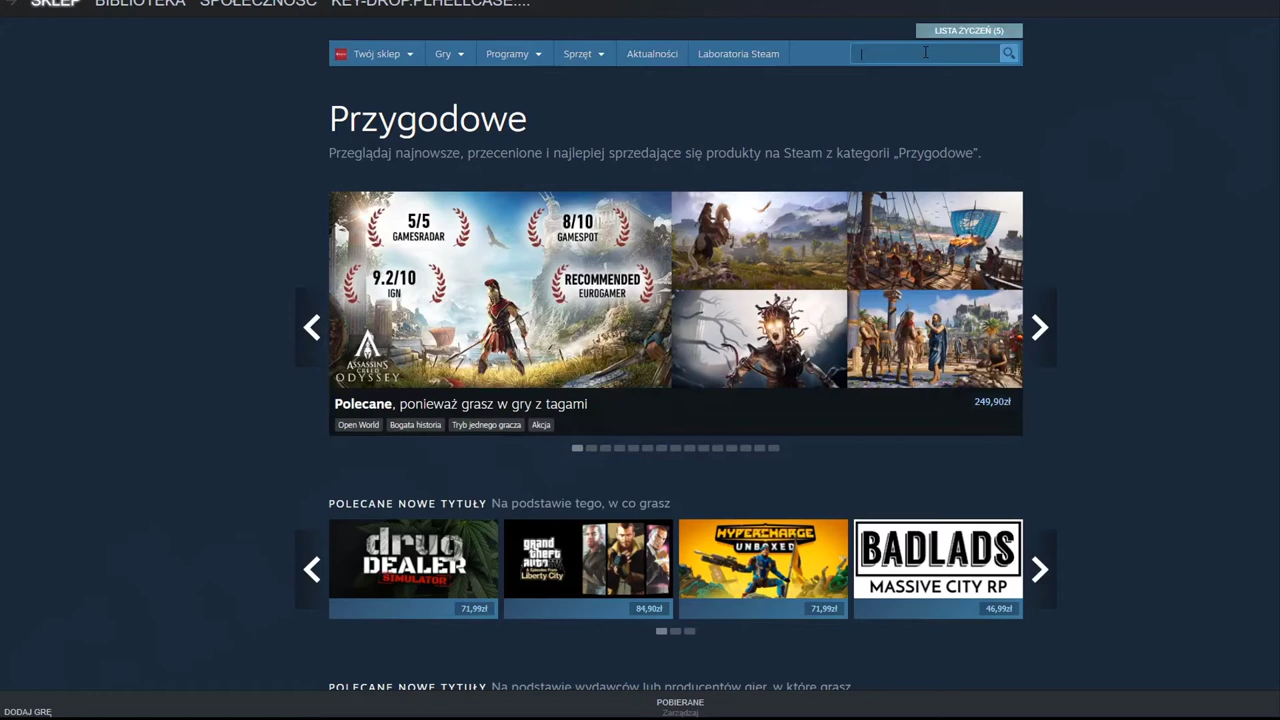 SKLEP BIBLIOTEKA SPOŁECZNOŚĆ KEY-DROP.PLHELLCASE....
LISTA ŻYCZEŃ (5)
Twój sklep Gry Programy Sprzęt Aktualności Laboratoria Steam
Przygodowe
Przeglądaj najnowsze, przecenione i najlepiej sprzedające się produkty na Steam z kategorii „Przygodowe”.
5/5
GAMESRADAR
8/10
GAMESPOT
9.2/10
IGN
RECOMMENDED
EUROGAMER
ASSASSIN'S
CREED
ODYSSEY
Polecane, ponieważ grasz w gry z tagami
249,90zł
Open World Bogata historia Tryb jednego gracza Akcja
POLECANE NOWE TYTUŁY Na podstawie tego, w co grasz
drug
DEALER
SIMULATOR
71,99zł
grand
theft
auto IV
& Episodes From
Liberty City
84,90zł
HYPERCHARGE
UNBOXED
71,99zł
BADLADS
MASSIVE CITY RP
46,99zł
POLECANE NOWE TYTUŁY Na podstawie wydawców lub producentów gier, w które grasz
POBIERANE
Zarządzaj
DODAJ GRĘ